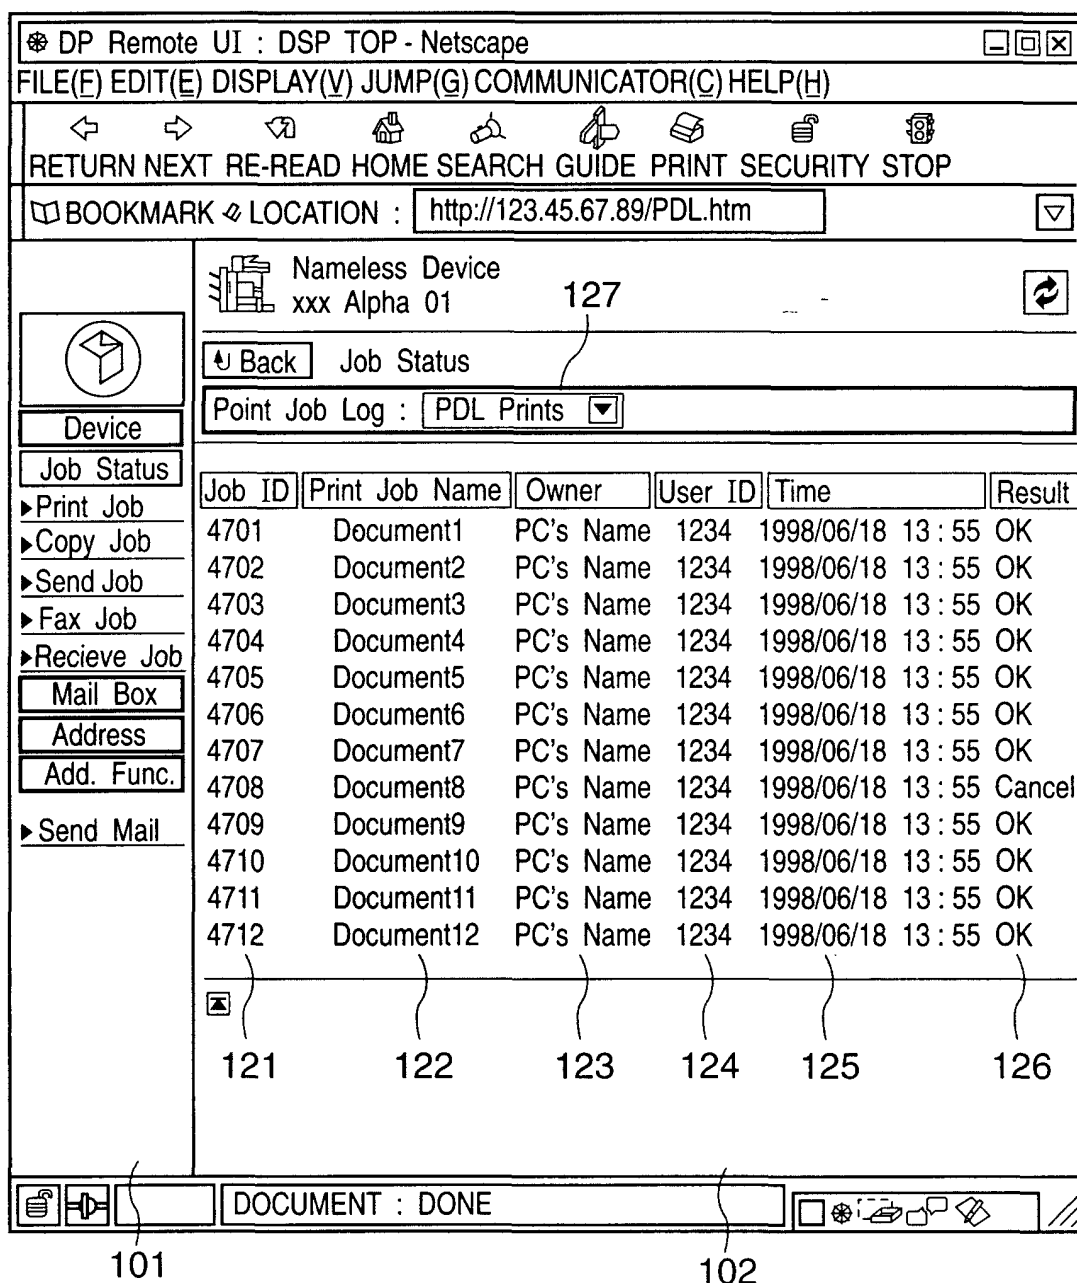 DP Remote UI : DSP TOP - Netscape
FILE(F) EDIT(E) DISPLAY(V) JUMP(G) COMMUNICATOR(C) HELP(H)
RETURN NEXT RE-READ HOME SEARCH GUIDE PRINT SECURITY STOP
BOOKMARK LOCATION : http://123.45.67.89/PDL.htm
Nameless Device
xxx Alpha 01
127
Back Job Status
Point Job Log : PDL Prints
Device
Job Status
Print Job
Copy Job
Send Job
Fax Job
Recieve Job
Mail Box
Address
Add. Func.
Send Mail
Job ID Print Job Name Owner User ID Time Result
4701 Document1 PC's Name 1234 1998/06/18 13 : 55 OK
4702 Document2 PC's Name 1234 1998/06/18 13 : 55 OK
4703 Document3 PC's Name 1234 1998/06/18 13 : 55 OK
4704 Document4 PC's Name 1234 1998/06/18 13 : 55 OK
4705 Document5 PC's Name 1234 1998/06/18 13 : 55 OK
4706 Document6 PC's Name 1234 1998/06/18 13 : 55 OK
4707 Document7 PC's Name 1234 1998/06/18 13 : 55 OK
4708 Document8 PC's Name 1234 1998/06/18 13 : 55 Cancel
4709 Document9 PC's Name 1234 1998/06/18 13 : 55 OK
4710 Document10 PC's Name 1234 1998/06/18 13 : 55 OK
4711 Document11 PC's Name 1234 1998/06/18 13 : 55 OK
4712 Document12 PC's Name 1234 1998/06/18 13 : 55 OK
121 122 123 124 125 126
DOCUMENT : DONE
101 102